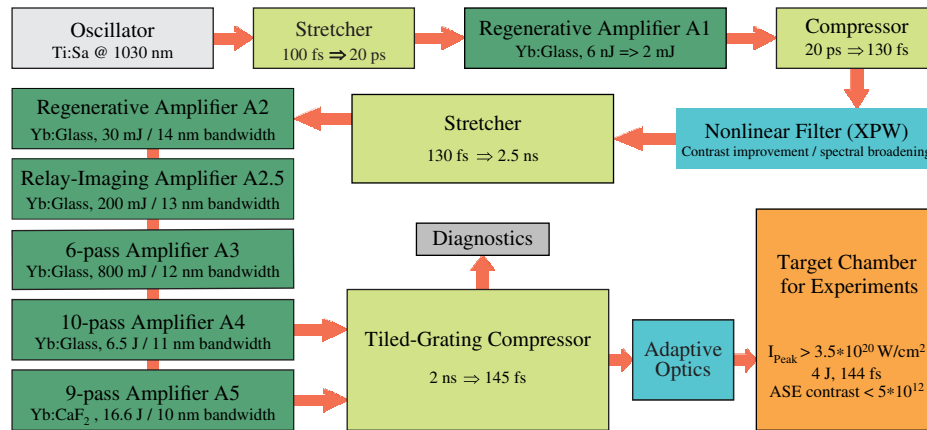 Oscillator
Ti:Sa @ 1030 nm
Stretcher
100 fs ⇒ 20 ps
Regenerative Amplifier A1
Yb:Glass, 6 nJ => 2 mJ
Compressor
20 ps ⇒ 130 fs
Nonlinear Filter (XPW)
Contrast improvement / spectral broadening
Stretcher
130 fs ⇒ 2.5 ns
Regenerative Amplifier A2
Yb:Glass, 30 mJ / 14 nm bandwidth
Relay-Imaging Amplifier A2.5
Yb:Glass, 200 mJ / 13 nm bandwidth
6-pass Amplifier A3
Yb:Glass, 800 mJ / 12 nm bandwidth
10-pass Amplifier A4
Yb:Glass, 6.5 J / 11 nm bandwidth
9-pass Amplifier A5
Yb:CaF₂ , 16.6 J / 10 nm bandwidth
Diagnostics
Tiled-Grating Compressor
2 ns ⇒ 145 fs
Adaptive
Optics
Target Chamber
for Experiments
I_Peak > 3.5*10²⁰ W/cm²
4 J, 144 fs
ASE contrast < 5*10¹²